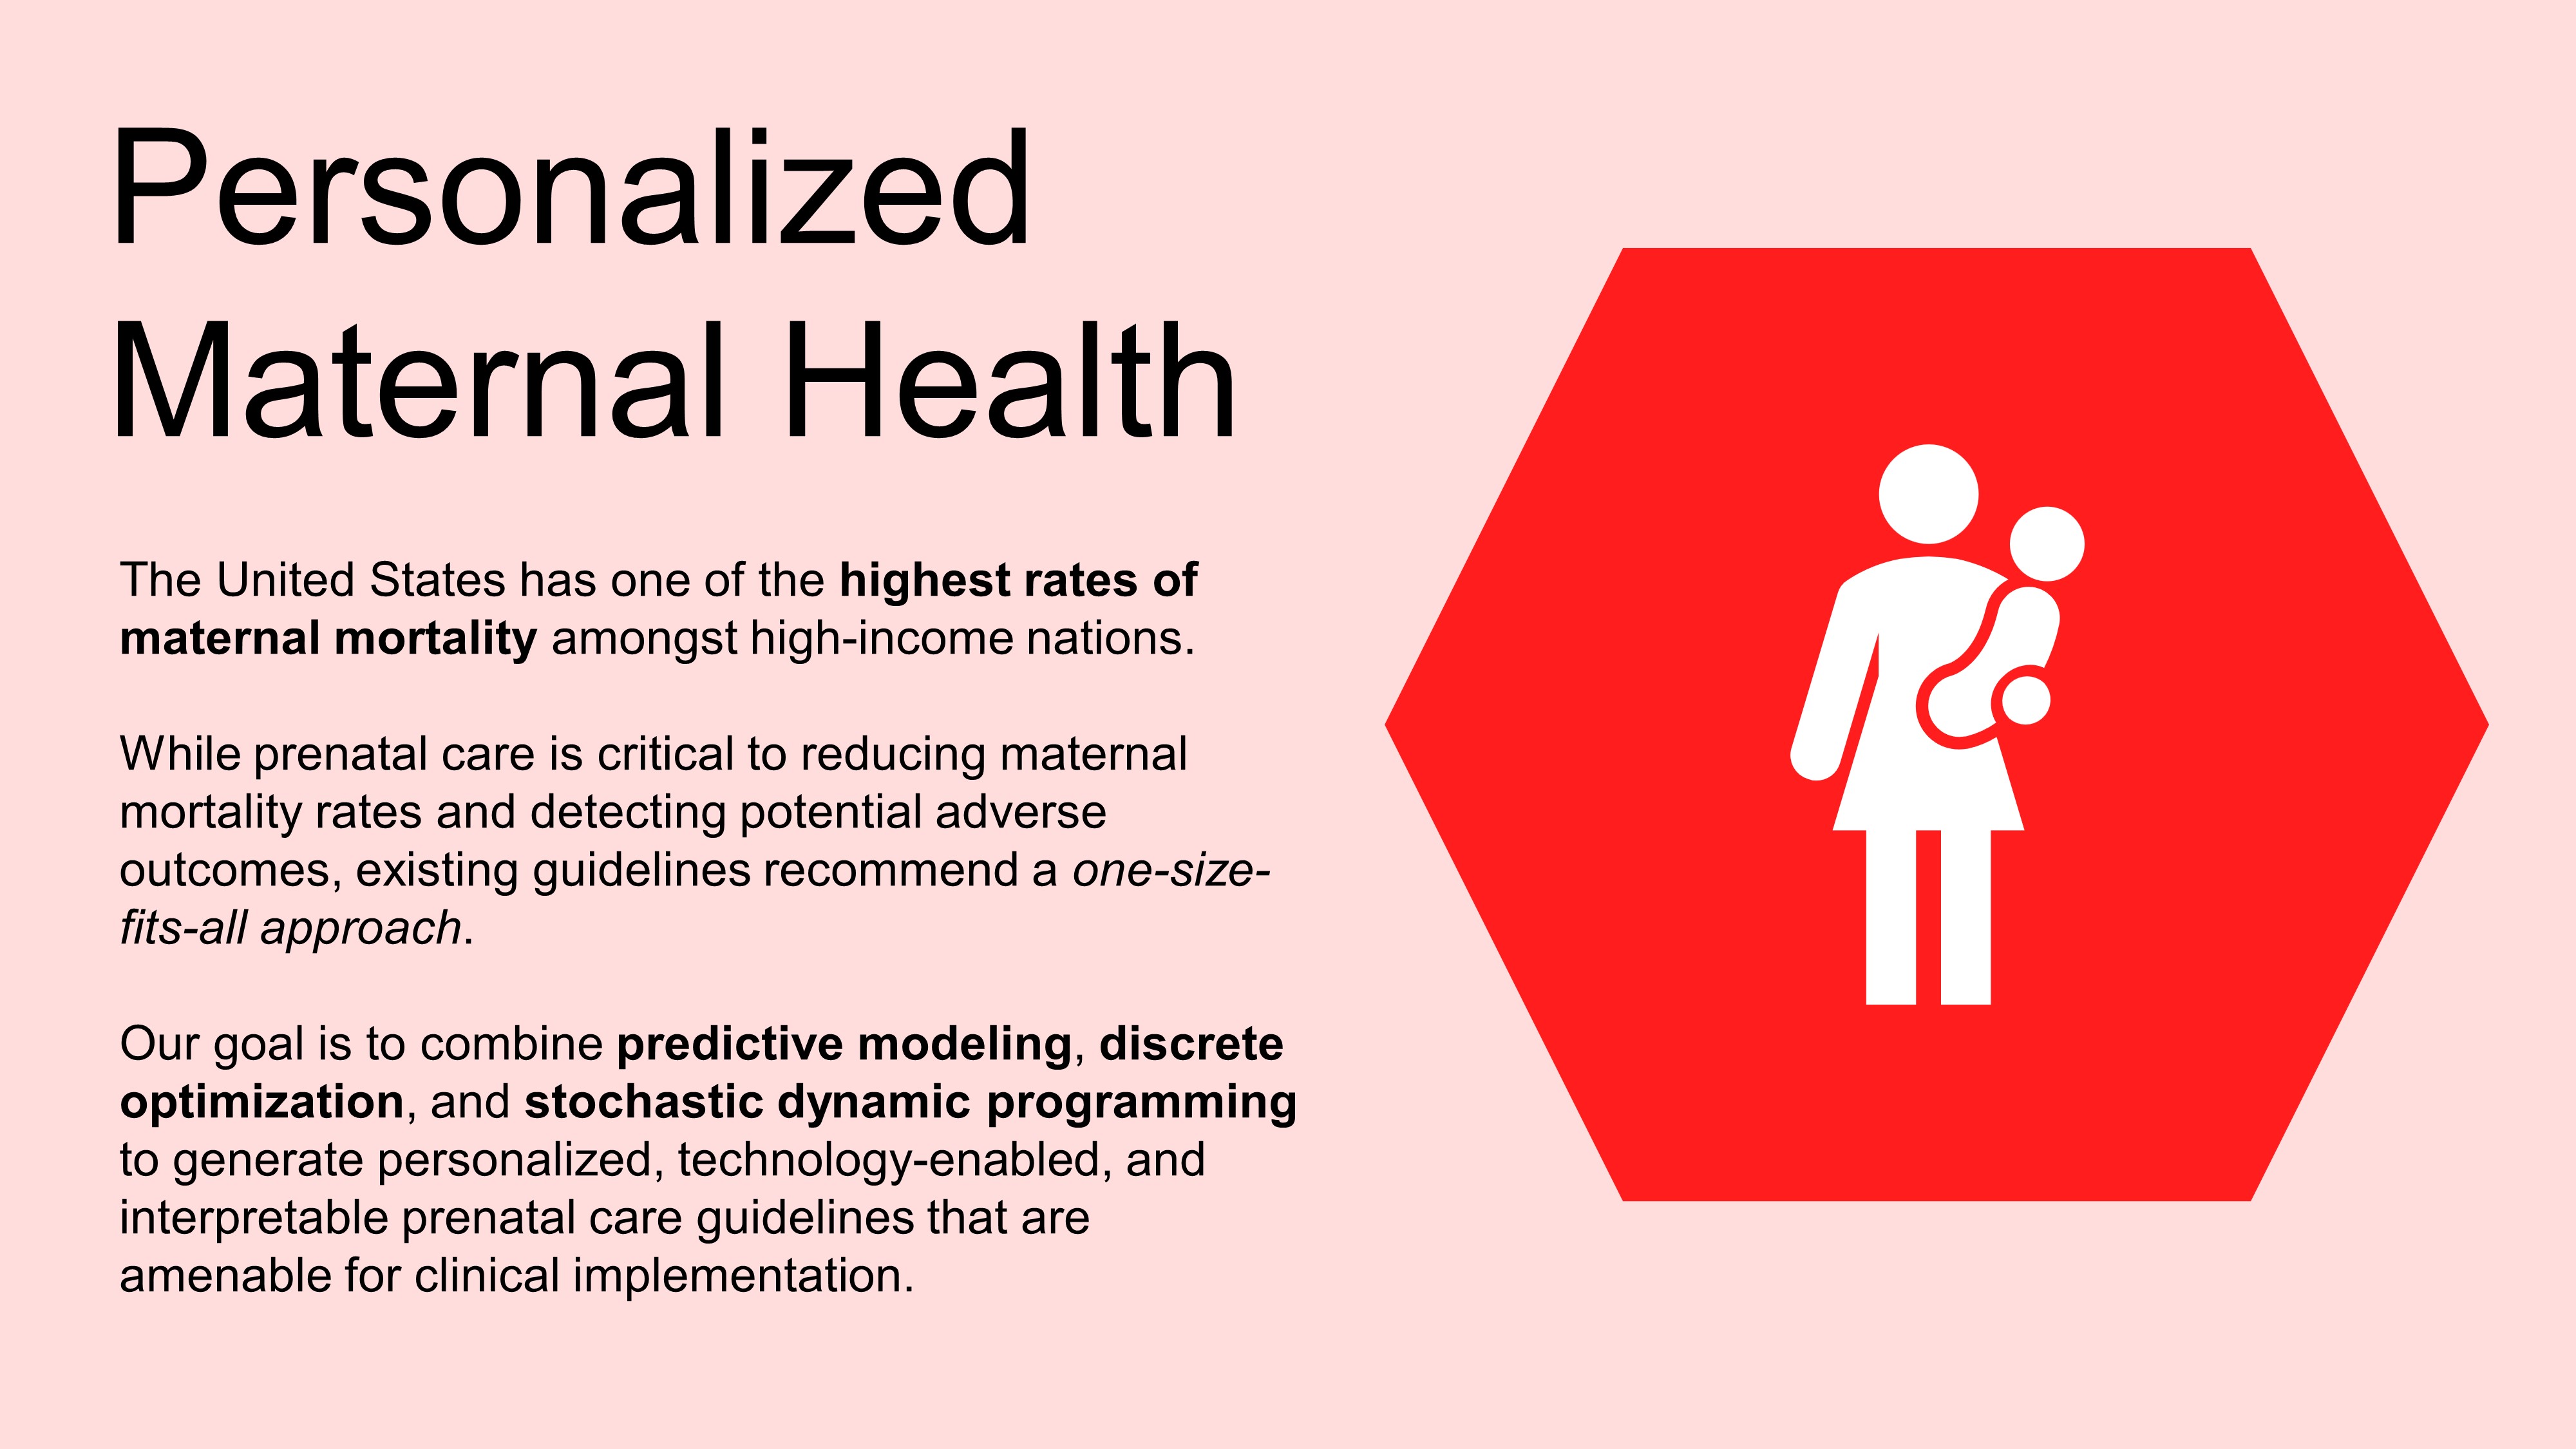 Personalized
Maternal Health
The United States has one of the highest rates of
maternal mortality amongst high-income nations.
While prenatal care is critical to reducing maternal
mortality rates and detecting potential adverse
outcomes, existing guidelines recommend a one-size-
fits-all approach.
Our goal is to combine predictive modeling, discrete
optimization, and stochastic dynamic programming
to generate personalized, technology-enabled, and
interpretable prenatal care guidelines that are
amenable for clinical implementation.